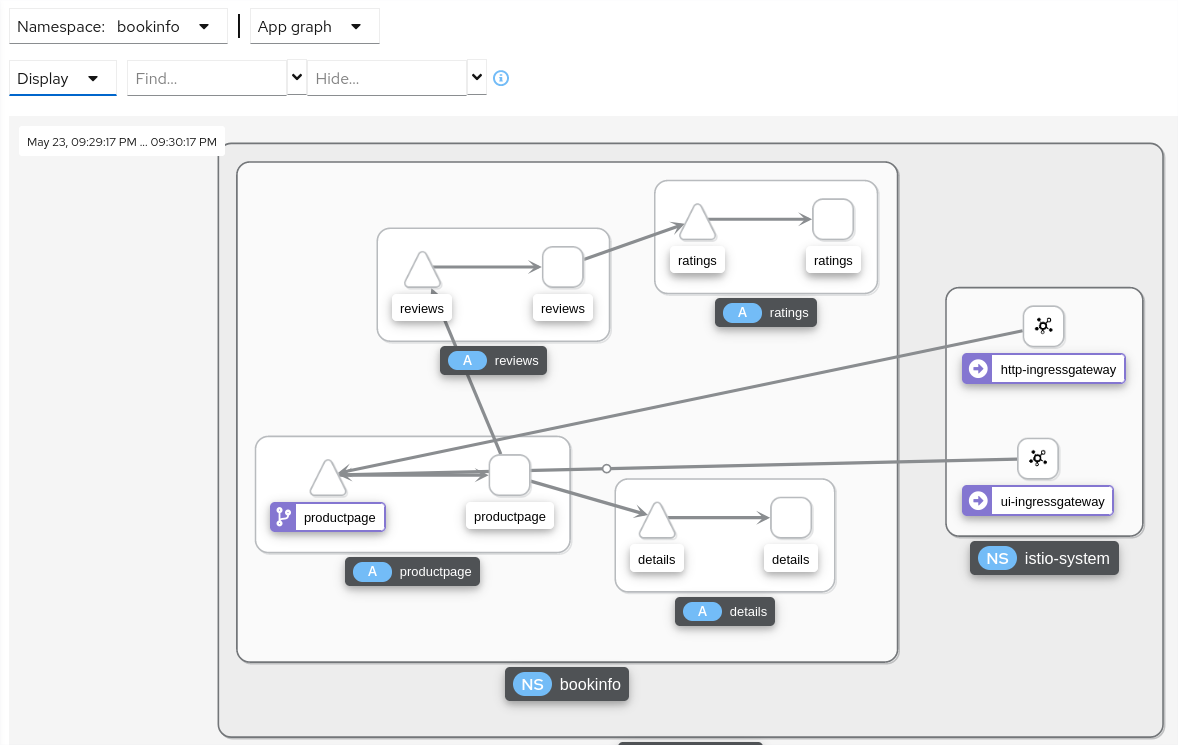 Namespace: bookinfo
App graph
Display
Find...
Hide...
May 23, 09:29:17 PM ... 09:30:17 PM
ratings
ratings
A ratings
reviews
reviews
A reviews
http-ingressgateway
productpage
productpage
A productpage
ui-ingressgateway
details
details
A details
NS istio-system
NS bookinfo